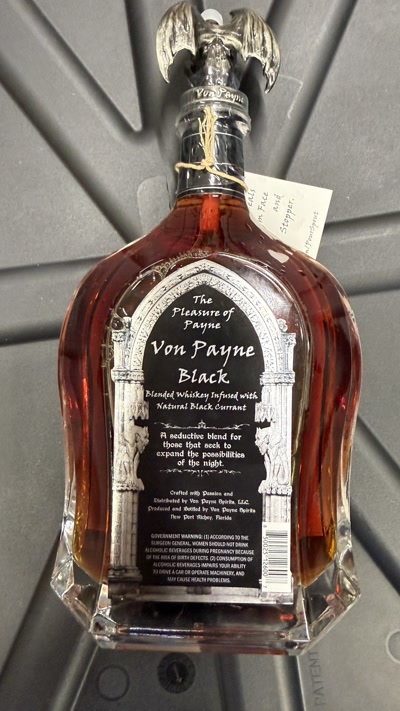 Von Payne
cals
m Face
and
Stopper.
The
Pleasure of
Payne
Von Payne
Black
Blended Whiskey Infused with
Natural Black Currant
A seductive blend for
those that seek to
expand the possibilities
of the night.
Crafted with Passion and
Distributed by Von Payne Spirits, LLC.
Produced and Bottled by Von Payne Spirits
New Port Richey, Florida
GOVERNMENT WARNING: (1) ACCORDING TO THE
SURGEON GENERAL, WOMEN SHOULD NOT DRINK
ALCOHOLIC BEVERAGES DURING PREGNANCY BECAUSE
OF THE RISK OF BIRTH DEFECTS. (2) CONSUMPTION OF
ALCOHOLIC BEVERAGES IMPAIRS YOUR ABILITY
TO DRIVE A CAR OR OPERATE MACHINERY, AND
MAY CAUSE HEALTH PROBLEMS.
PATENT